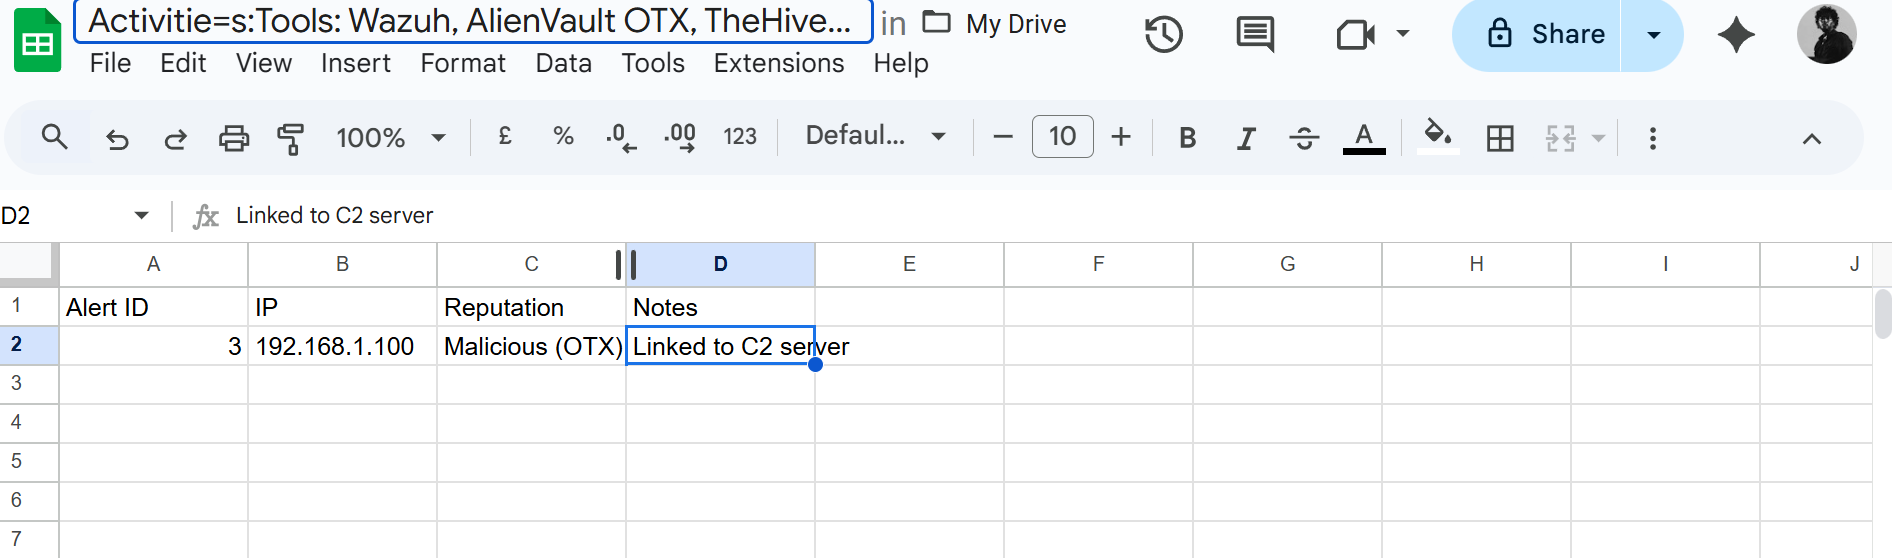 Activitie=s:Tools: Wazuh, AlienVault OTX, TheHive... in My Drive
Share
File Edit View Insert Format Data Tools Extensions Help
100% £ % .0 .00 123 Defaul... 10 B I A
D2 fx Linked to C2 server
A B C D E F G H I J
1 Alert ID IP Reputation Notes
2 3 192.168.1.100 Malicious (OTX) Linked to C2 server
3
4
5
6
7